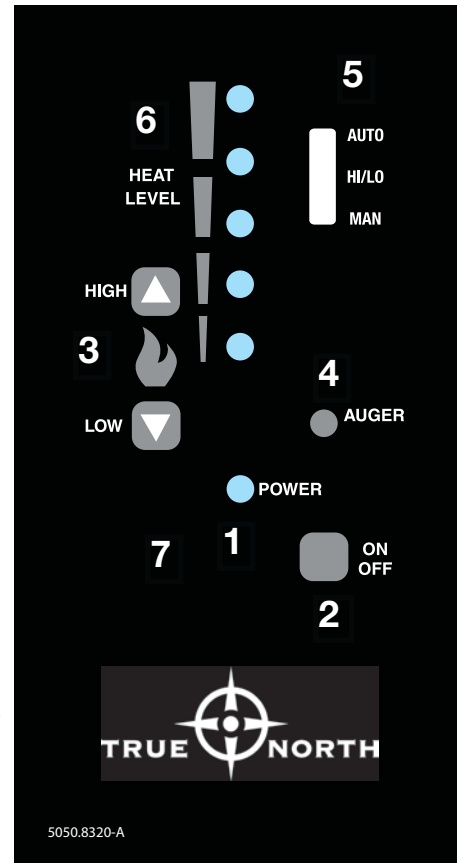 5
6
AUTO
HEAT
LEVEL
HI/LO
MAN
HIGH
3
4
LOW
AUGER
POWER
1
7
ON
OFF
2
TRUE NORTH
5050.8320-A